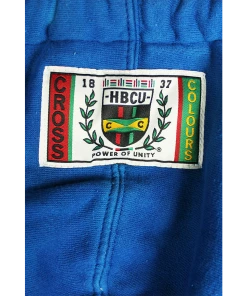 CROSS
18 37
-HBCU-
C C
POWER OF UNITY ®
COLOURS